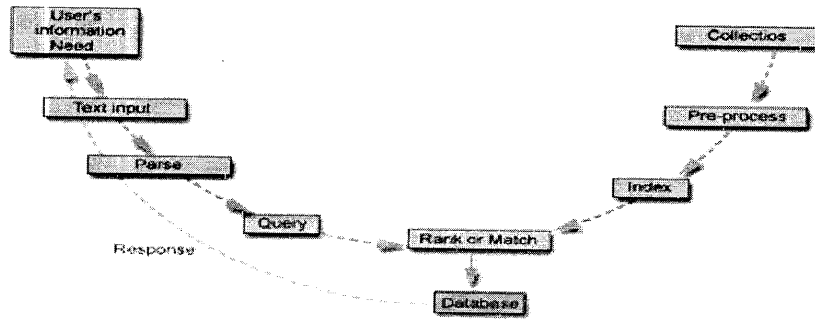 User's
Information
Need
Text input
Parse
Query
Response
Collectios
Pre-process
Index
Rank or Match
Database